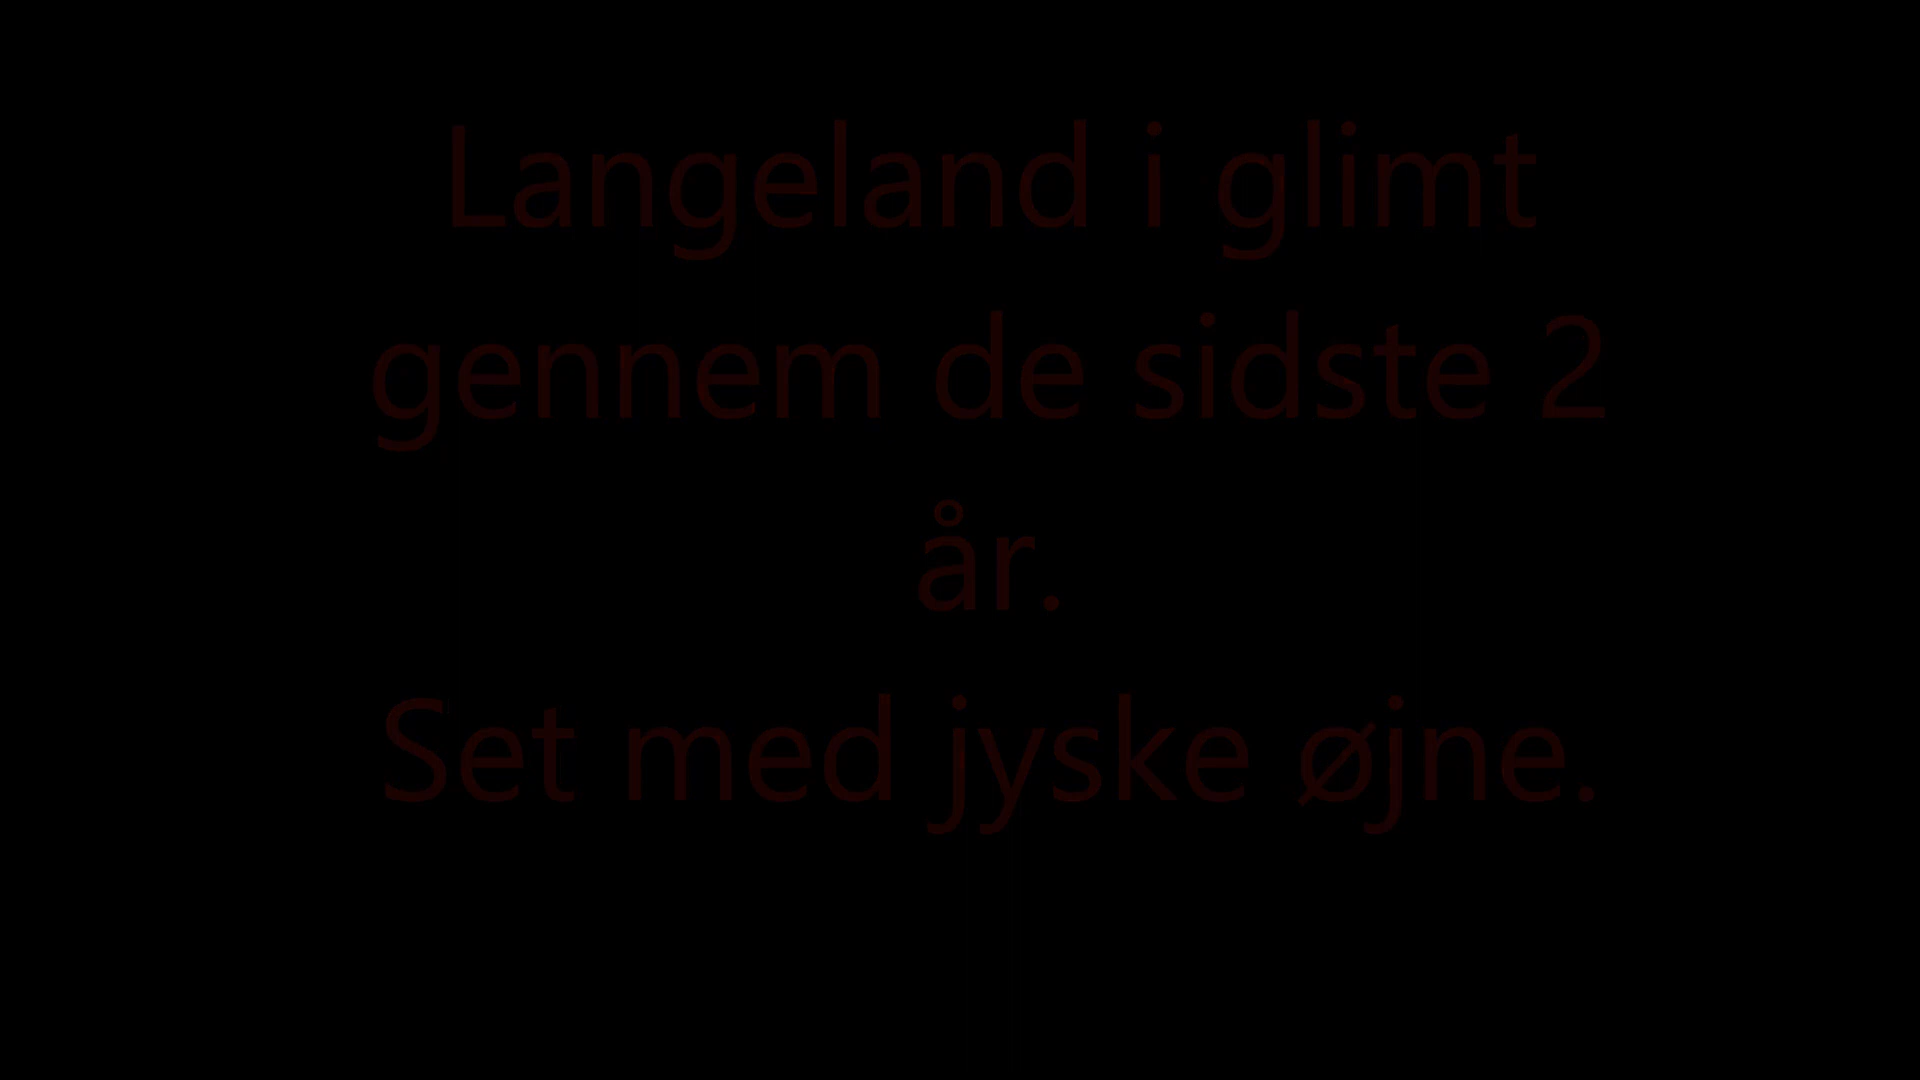 Langeland i glimt
gennem de sidste 2
år.
Set med jyske øjne.